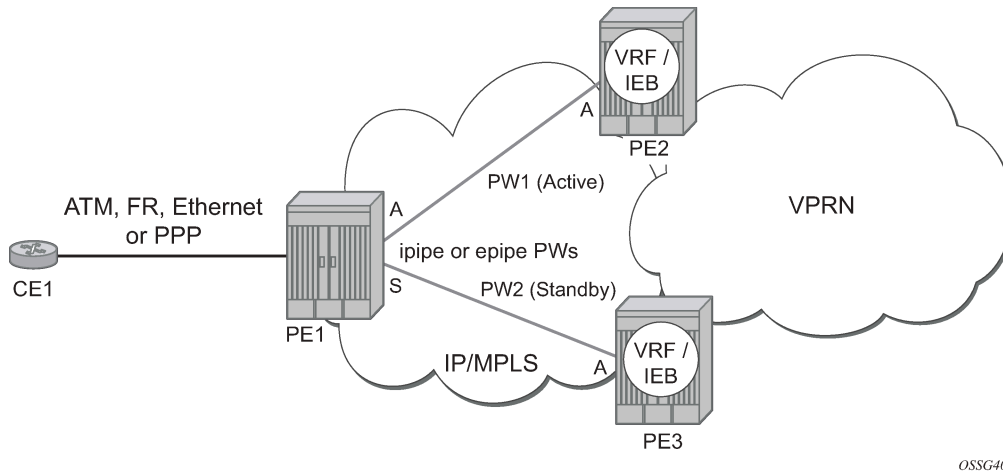 VRF /
IEB
A
PE2
PW1 (Active)
ATM, FR, Ethernet
or PPP
A
VPRN
ipipe or epipe PWs
CE1
S
PW2 (Standby)
PE1
VRF /
IEB
IP/MPLS
A
PE3